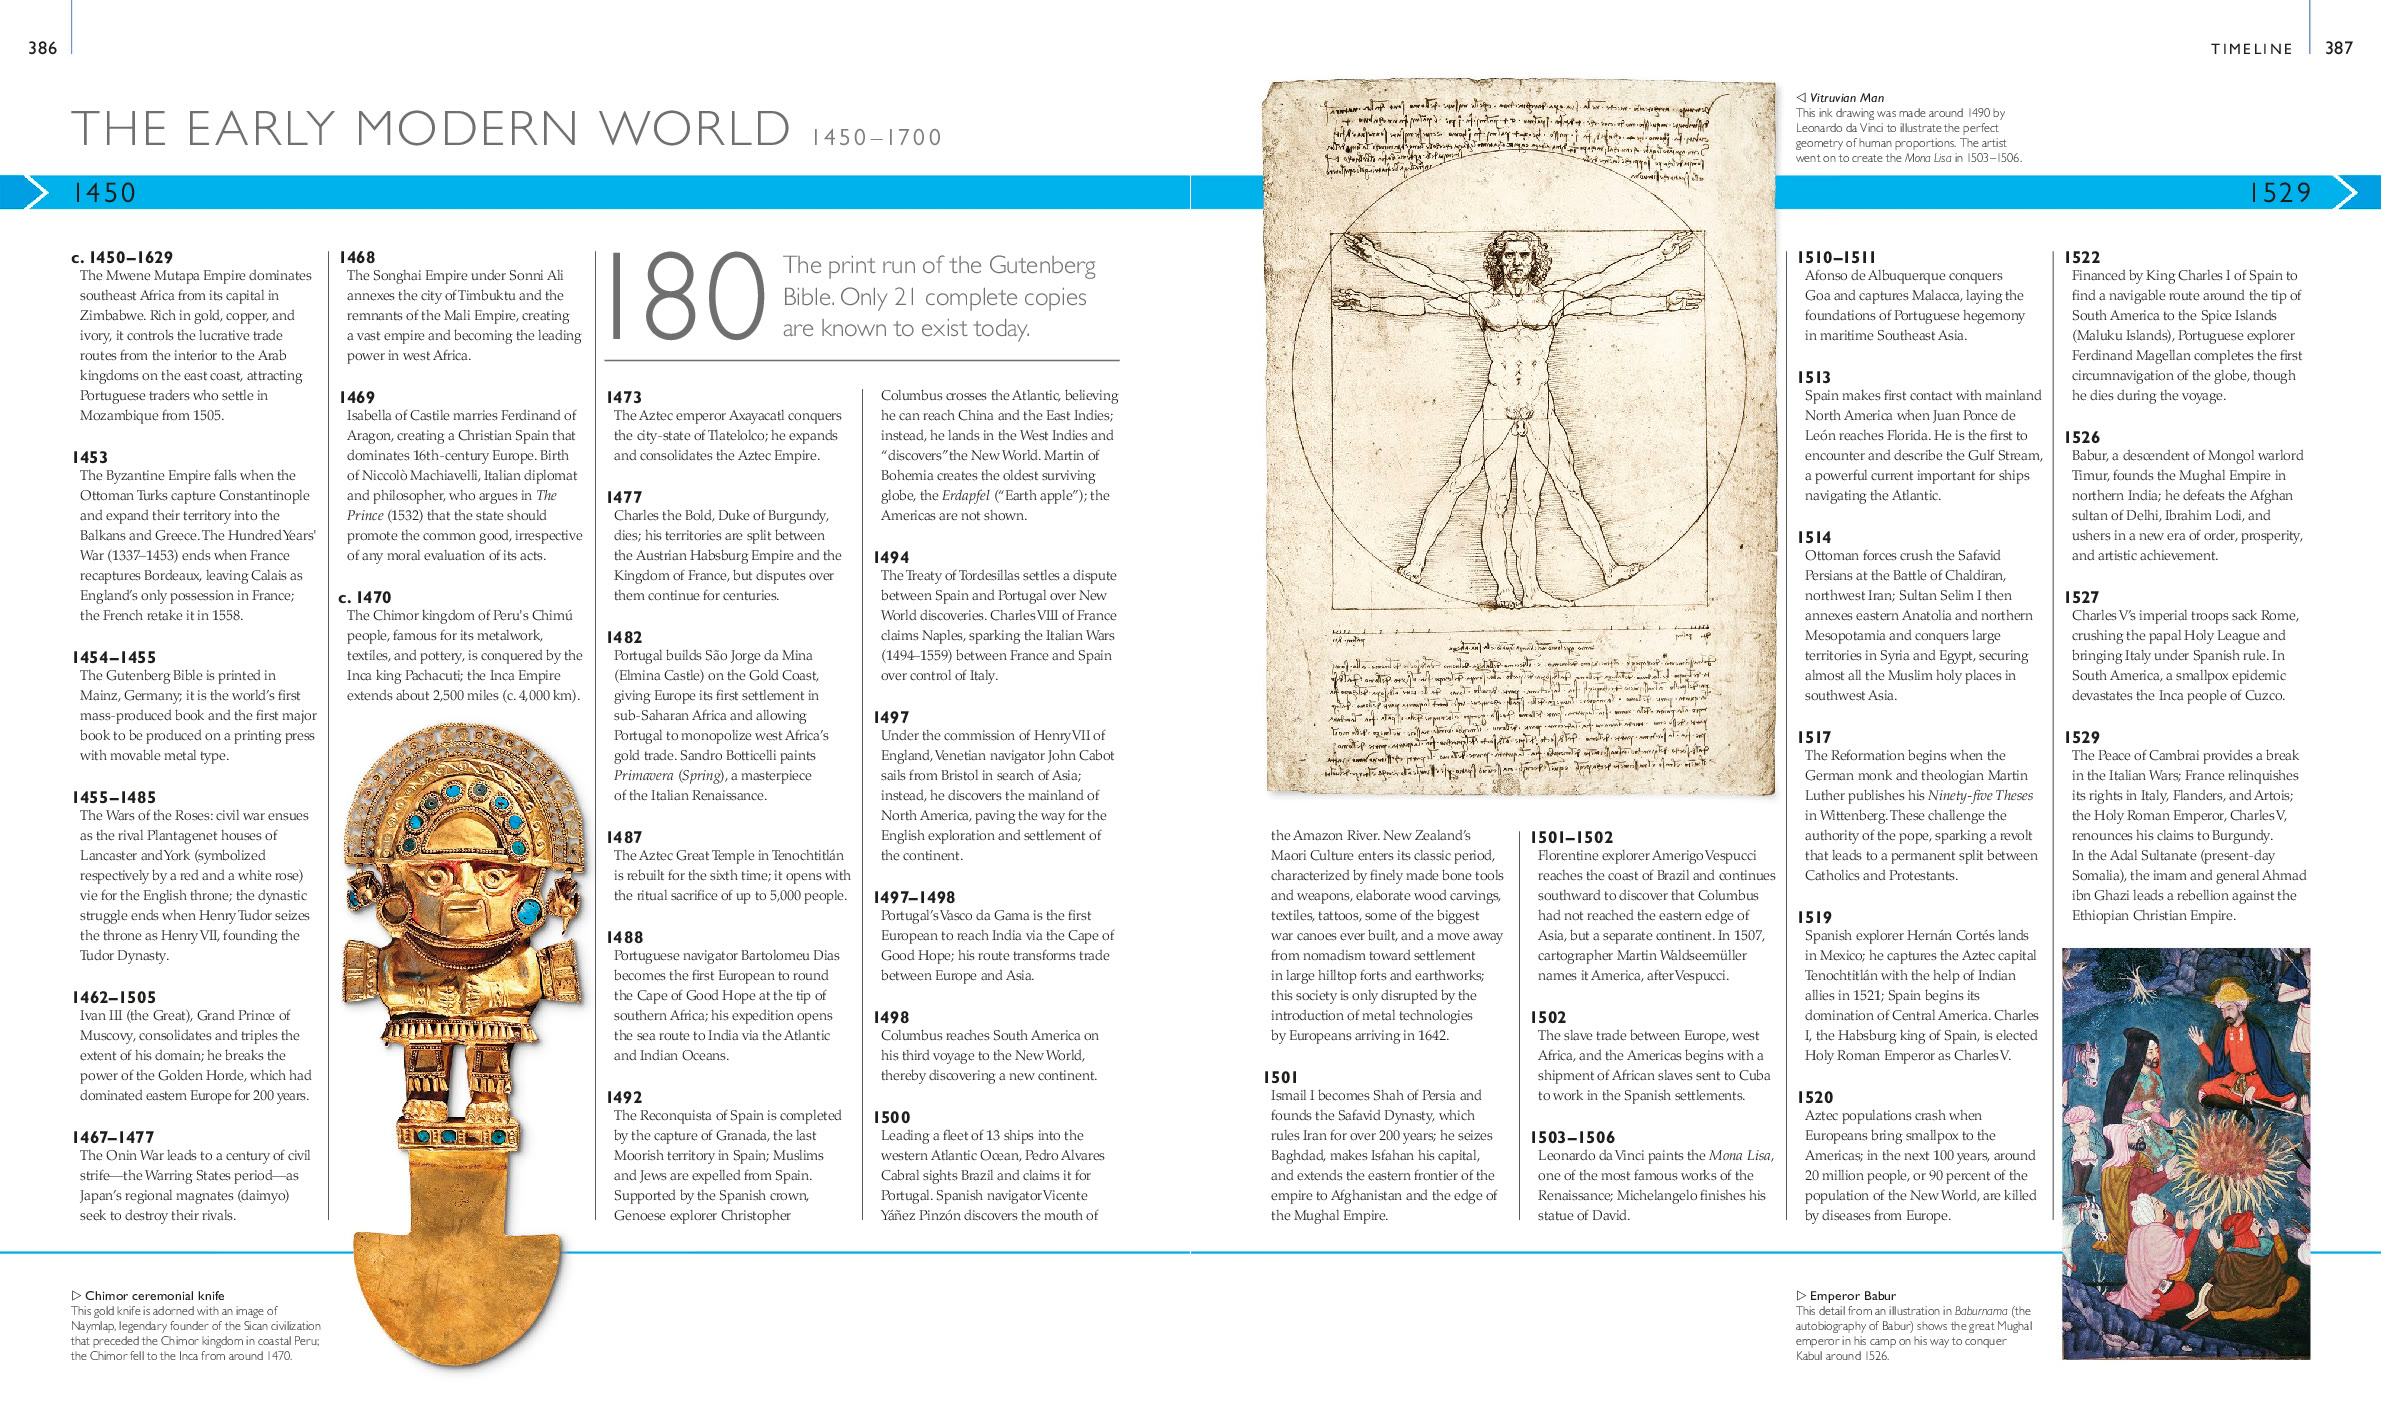 386
TIMELINE 387
THE EARLY MODERN WORLD 1450–1700
◁ Vitruvian Man
This ink drawing was made around 1490 by
Leonardo da Vinci to illustrate the perfect
geometry of human proportions. The artist
went on to create the Mona Lisa in 1503–1506.
1450
1529
c. 1450–1629
The Mwene Mutapa Empire dominates
southeast Africa from its capital in
Zimbabwe. Rich in gold, copper, and
ivory, it controls the lucrative trade
routes from the interior to the Arab
kingdoms on the east coast, attracting
Portuguese traders who settle in
Mozambique from 1505.
1453
The Byzantine Empire falls when the
Ottoman Turks capture Constantinople
and expand their territory into the
Balkans and Greece. The Hundred Years'
War (1337–1453) ends when France
recaptures Bordeaux, leaving Calais as
England's only possession in France;
the French retake it in 1558.
1454–1455
The Gutenberg Bible is printed in
Mainz, Germany; it is the world's first
mass-produced book and the first major
book to be produced on a printing press
with movable metal type.
1455–1485
The Wars of the Roses: civil war ensues
as the rival Plantagenet houses of
Lancaster and York (symbolized
respectively by a red and a white rose)
vie for the English throne; the dynastic
struggle ends when Henry Tudor seizes
the throne as Henry VII, founding the
Tudor Dynasty.
1462–1505
Ivan III (the Great), Grand Prince of
Muscovy, consolidates and triples the
extent of his domain; he breaks the
power of the Golden Horde, which had
dominated eastern Europe for 200 years.
1467–1477
The Onin War leads to a century of civil
strife—the Warring States period—as
Japan's regional magnates (daimyo)
seek to destroy their rivals.
▷ Chimor ceremonial knife
This gold knife is adorned with an image of
Naymlap, legendary founder of the Sican civilization
that preceded the Chimor kingdom in coastal Peru;
the Chimor fell to the Inca from around 1470.
1468
The Songhai Empire under Sonni Ali
annexes the city of Timbuktu and the
remnants of the Mali Empire, creating
a vast empire and becoming the leading
power in west Africa.
1469
Isabella of Castile marries Ferdinand of
Aragon, creating a Christian Spain that
dominates 16th-century Europe. Birth
of Niccolò Machiavelli, Italian diplomat
and philosopher, who argues in The
Prince (1532) that the state should
promote the common good, irrespective
of any moral evaluation of its acts.
c. 1470
The Chimor kingdom of Peru's Chimú
people, famous for its metalwork,
textiles, and pottery, is conquered by the
Inca king Pachacuti; the Inca Empire
extends about 2,500 miles (c. 4,000 km).
180
The print run of the Gutenberg
Bible. Only 21 complete copies
are known to exist today.
1473
The Aztec emperor Axayacatl conquers
the city-state of Tlatelolco; he expands
and consolidates the Aztec Empire.
1477
Charles the Bold, Duke of Burgundy,
dies; his territories are split between
the Austrian Habsburg Empire and the
Kingdom of France, but disputes over
them continue for centuries.
1482
Portugal builds São Jorge da Mina
(Elmina Castle) on the Gold Coast,
giving Europe its first settlement in
sub-Saharan Africa and allowing
Portugal to monopolize west Africa's
gold trade. Sandro Botticelli paints
Primavera (Spring), a masterpiece
of the Italian Renaissance.
1487
The Aztec Great Temple in Tenochtitlán
is rebuilt for the sixth time; it opens with
the ritual sacrifice of up to 5,000 people.
1488
Portuguese navigator Bartolomeu Dias
becomes the first European to round
the Cape of Good Hope at the tip of
southern Africa; his expedition opens
the sea route to India via the Atlantic
and Indian Oceans.
1492
The Reconquista of Spain is completed
by the capture of Granada, the last
Moorish territory in Spain; Muslims
and Jews are expelled from Spain.
Supported by the Spanish crown,
Genoese explorer Christopher
Columbus crosses the Atlantic, believing
he can reach China and the East Indies;
instead, he lands in the West Indies and
“discovers” the New World. Martin of
Bohemia creates the oldest surviving
globe, the Erdapfel (“Earth apple”); the
Americas are not shown.
1494
The Treaty of Tordesillas settles a dispute
between Spain and Portugal over New
World discoveries. Charles VIII of France
claims Naples, sparking the Italian Wars
(1494–1559) between France and Spain
over control of Italy.
1497
Under the commission of Henry VII of
England, Venetian navigator John Cabot
sails from Bristol in search of Asia;
instead, he discovers the mainland of
North America, paving the way for the
English exploration and settlement of
the continent.
1497–1498
Portugal's Vasco da Gama is the first
European to reach India via the Cape of
Good Hope; his route transforms trade
between Europe and Asia.
1498
Columbus reaches South America on
his third voyage to the New World,
thereby discovering a new continent.
1500
Leading a fleet of 13 ships into the
western Atlantic Ocean, Pedro Alvares
Cabral sights Brazil and claims it for
Portugal. Spanish navigator Vicente
Yáñez Pinzón discovers the mouth of
the Amazon River. New Zealand's
Maori Culture enters its classic period,
characterized by finely made bone tools
and weapons, elaborate wood carvings,
textiles, tattoos, some of the biggest
war canoes ever built, and a move away
from nomadism toward settlement
in large hilltop forts and earthworks;
this society is only disrupted by the
introduction of metal technologies
by Europeans arriving in 1642.
1501
Ismail I becomes Shah of Persia and
founds the Safavid Dynasty, which
rules Iran for over 200 years; he seizes
Baghdad, makes Isfahan his capital,
and extends the eastern frontier of the
empire to Afghanistan and the edge of
the Mughal Empire.
1501–1502
Florentine explorer Amerigo Vespucci
reaches the coast of Brazil and continues
southward to discover that Columbus
had not reached the eastern edge of
Asia, but a separate continent. In 1507,
cartographer Martin Waldseemüller
names it America, after Vespucci.
1502
The slave trade between Europe, west
Africa, and the Americas begins with a
shipment of African slaves sent to Cuba
to work in the Spanish settlements.
1503–1506
Leonardo da Vinci paints the Mona Lisa,
one of the most famous works of the
Renaissance; Michelangelo finishes his
statue of David.
1510–1511
Afonso de Albuquerque conquers
Goa and captures Malacca, laying the
foundations of Portuguese hegemony
in maritime Southeast Asia.
1513
Spain makes first contact with mainland
North America when Juan Ponce de
León reaches Florida. He is the first to
encounter and describe the Gulf Stream,
a powerful current important for ships
navigating the Atlantic.
1514
Ottoman forces crush the Safavid
Persians at the Battle of Chaldiran,
northwest Iran; Sultan Selim I then
annexes eastern Anatolia and northern
Mesopotamia and conquers large
territories in Syria and Egypt, securing
almost all the Muslim holy places in
southwest Asia.
1517
The Reformation begins when the
German monk and theologian Martin
Luther publishes his Ninety-five Theses
in Wittenberg. These challenge the
authority of the pope, sparking a revolt
that leads to a permanent split between
Catholics and Protestants.
1519
Spanish explorer Hernán Cortés lands
in Mexico; he captures the Aztec capital
Tenochtitlán with the help of Indian
allies in 1521; Spain begins its
domination of Central America. Charles
I, the Habsburg king of Spain, is elected
Holy Roman Emperor as Charles V.
1520
Aztec populations crash when
Europeans bring smallpox to the
Americas; in the next 100 years, around
20 million people, or 90 percent of the
population of the New World, are killed
by diseases from Europe.
1522
Financed by King Charles I of Spain to
find a navigable route around the tip of
South America to the Spice Islands
(Maluku Islands), Portuguese explorer
Ferdinand Magellan completes the first
circumnavigation of the globe, though
he dies during the voyage.
1526
Babur, a descendent of Mongol warlord
Timur, founds the Mughal Empire in
northern India; he defeats the Afghan
sultan of Delhi, Ibrahim Lodi, and
ushers in a new era of order, prosperity,
and artistic achievement.
1527
Charles V's imperial troops sack Rome,
crushing the papal Holy League and
bringing Italy under Spanish rule. In
South America, a smallpox epidemic
devastates the Inca people of Cuzco.
1529
The Peace of Cambrai provides a break
in the Italian Wars; France relinquishes
its rights in Italy, Flanders, and Artois;
the Holy Roman Emperor, Charles V,
renounces his claims to Burgundy.
In the Adal Sultanate (present-day
Somalia), the imam and general Ahmad
ibn Ghazi leads a rebellion against the
Ethiopian Christian Empire.
▷ Emperor Babur
This detail from an illustration in Baburnama (the
autobiography of Babur) shows the great Mughal
emperor in his camp on his way to conquer
Kabul around 1526.